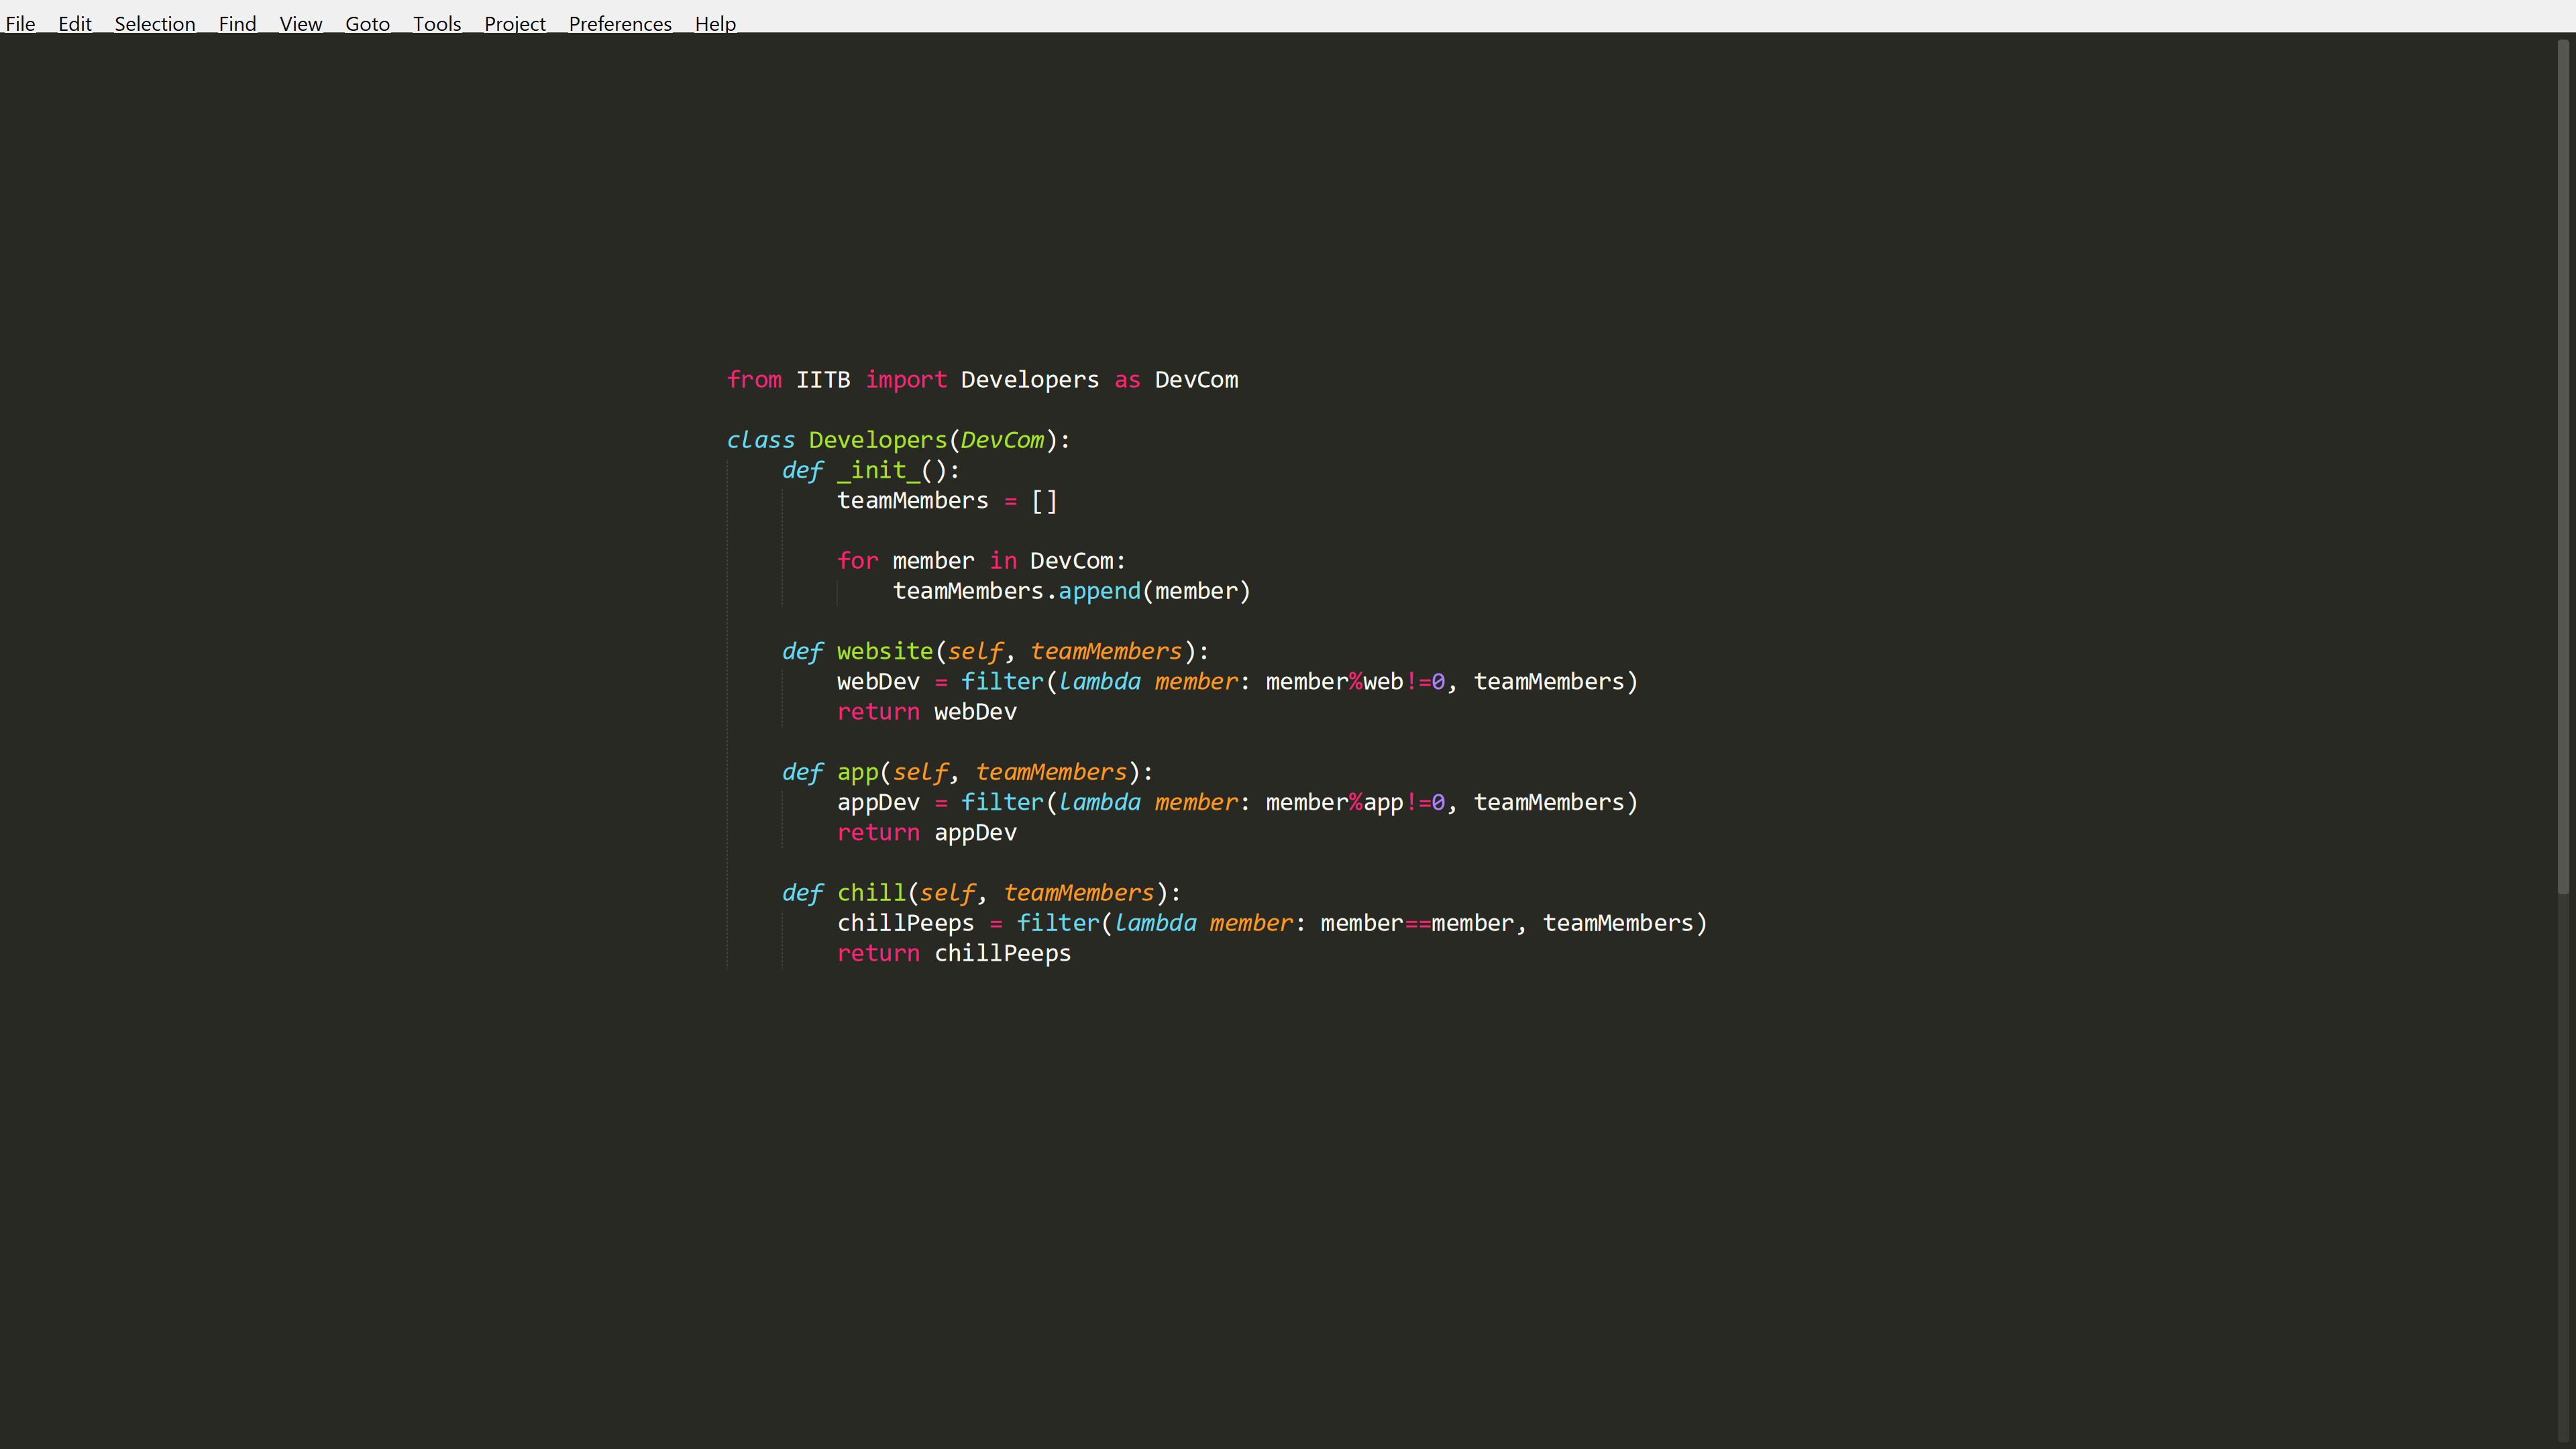 File Edit Selection Find View Goto Tools Project Preferences Help
from IITB import Developers as DevCom
class Developers(DevCom):
    def _init_():
        teamMembers = []
        for member in DevCom:
            teamMembers.append(member)
    def website(self, teamMembers):
        webDev = filter(lambda member: member%web!=0, teamMembers)
        return webDev
    def app(self, teamMembers):
        appDev = filter(lambda member: member%app!=0, teamMembers)
        return appDev
    def chill(self, teamMembers):
        chillPeeps = filter(lambda member: member==member, teamMembers)
        return chillPeeps